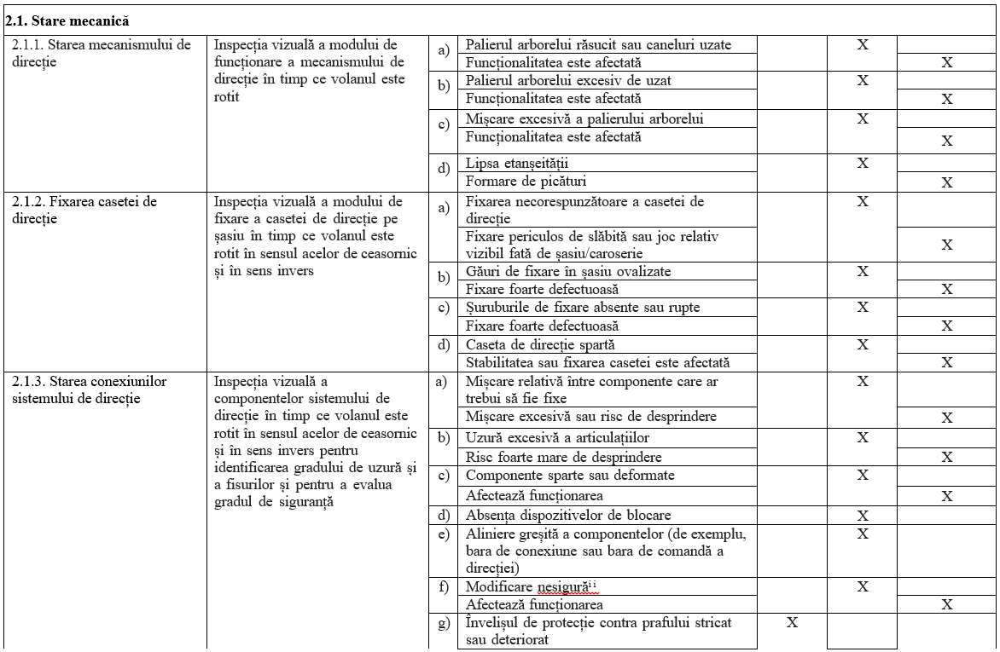 2.1. Stare mecanică
2.1.1. Starea mecanismului de
direcție
Inspecția vizuală a modului de
funcționare a mecanismului de
direcție în timp ce volanul este
rotit
a) Palierul arborelui răsucit sau caneluri uzate X
Funcționalitatea este afectată X
b) Palierul arborelui excesiv de uzat X
Funcționalitatea este afectată X
c) Mișcare excesivă a palierului arborelui X
Funcționalitatea este afectată X
d) Lipsa etanșeității X
Formare de picături X
2.1.2. Fixarea casetei de
direcție
Inspecția vizuală a modului de
fixare a casetei de direcție pe
șasiu în timp ce volanul este
rotit în sensul acelor de ceasornic
și în sens invers
a) Fixarea necorespunzătoare a casetei de X
direcție
Fixare periculos de slăbită sau joc relativ
vizibil fată de șasiu/caroserie X
b) Găuri de fixare în șasiu ovalizate X
Fixare foarte defectuoasă X
c) Șuruburile de fixare absente sau rupte X
Fixare foarte defectuoasă X
d) Caseta de direcție spartă X
Stabilitatea sau fixarea casetei este afectată X
2.1.3. Starea conexiunilor
sistemului de direcție
Inspecția vizuală a
componentelor sistemului de
direcție în timp ce volanul este
rotit în sensul acelor de ceasornic
și în sens invers pentru
identificarea gradului de uzură și
a fisurilor și pentru a evalua
gradul de siguranță
a) Mișcare relativă între componente care ar X
trebui să fie fixe
Mișcare excesivă sau risc de desprindere X
b) Uzură excesivă a articulațiilor X
Risc foarte mare de desprindere X
c) Componente sparte sau deformate X
Afectează funcționarea X
d) Absența dispozitivelor de blocare X
e) Aliniere greșită a componentelor (de exemplu, X
bara de conexiune sau bara de comandă a
direcției)
f) Modificare nesigurăⁱ ⁱ X
Afectează funcționarea X
g) Învelișul de protecție contra prafului stricat X
sau deteriorat